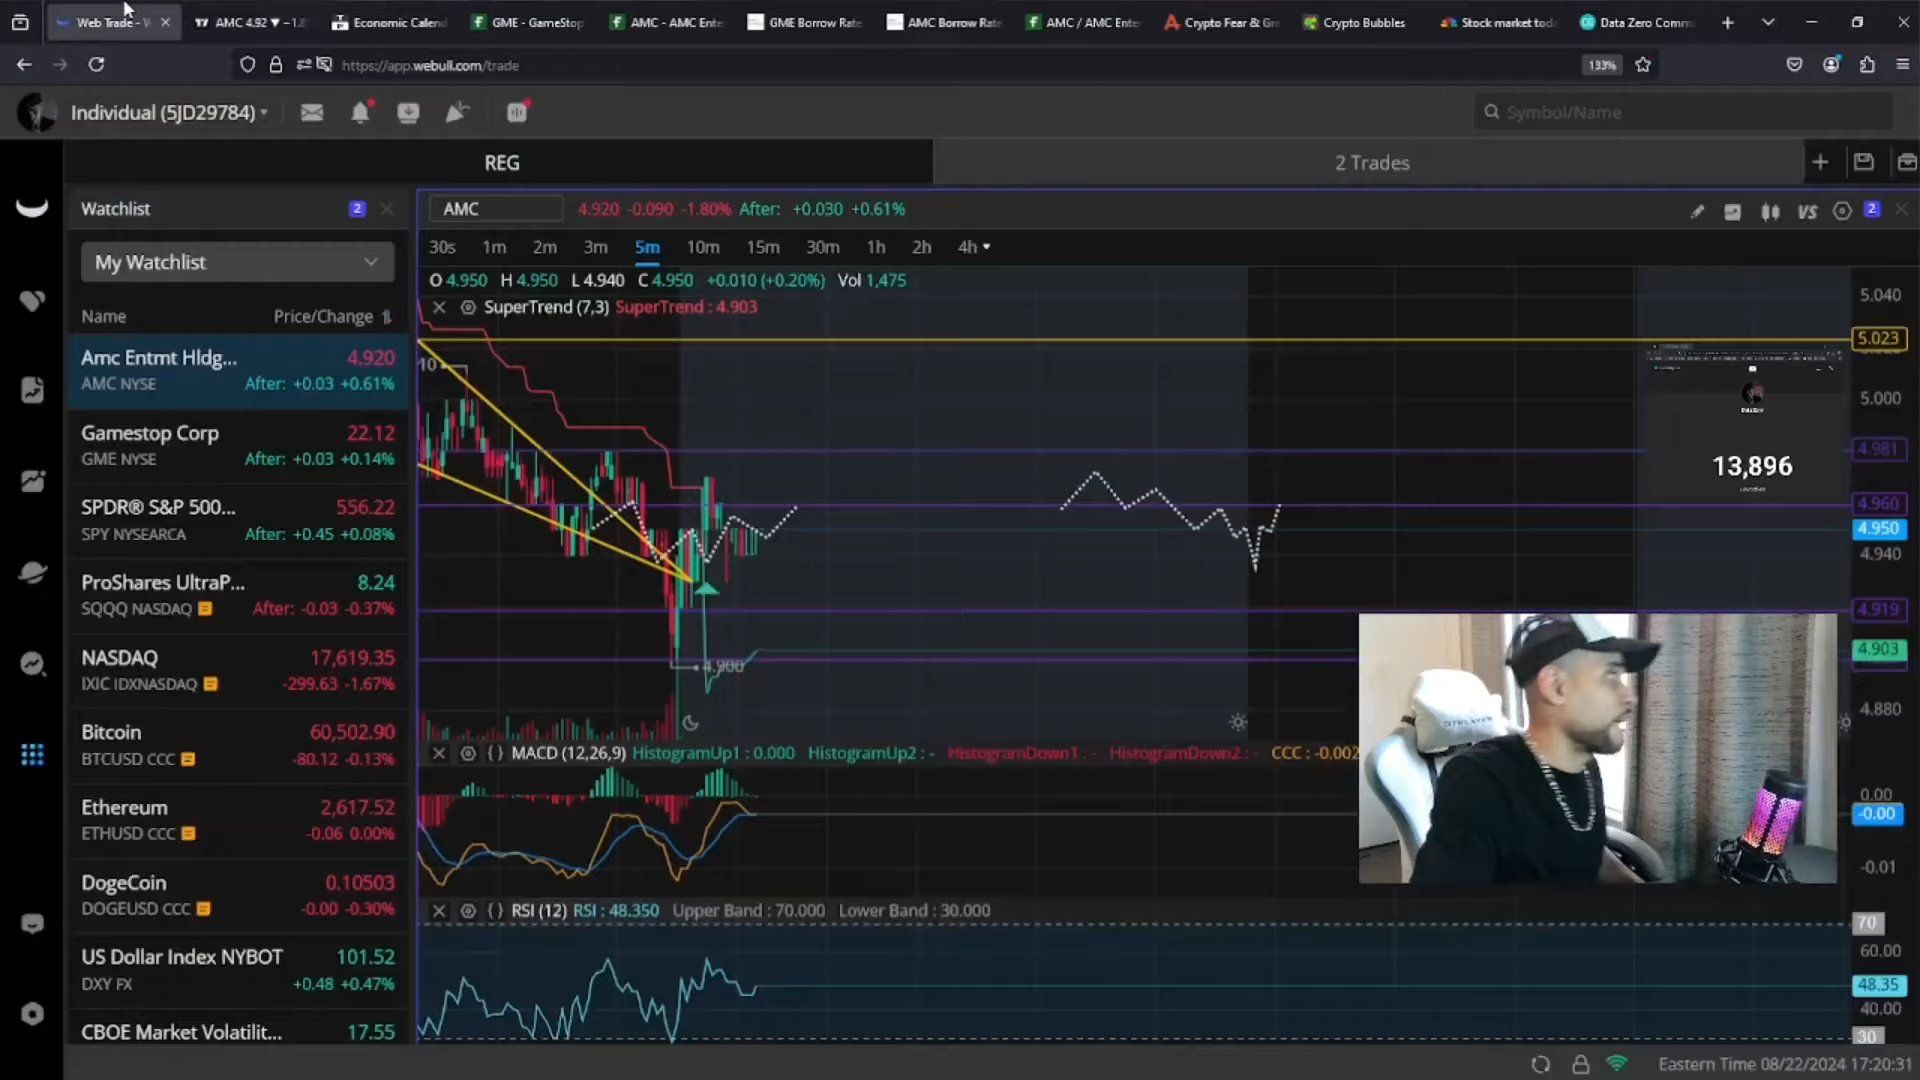 Web Trade - W
AMC 4.92 ▼ −1.8
Economic Calend
GME - GameStop
AMC - AMC Ente
GME Borrow Rate
AMC Borrow Rate
AMC / AMC Ente
Crypto Fear & Gr
Crypto Bubbles
Stock market tod
Data Zero Comm
https://app.webull.com/trade
133%
Individual (5JD29784)
Symbol/Name
REG
2 Trades
Watchlist
2
AMC
4.920 -0.090 -1.80% After: +0.030 +0.61%
VS
2
My Watchlist
30s 1m 2m 3m 5m 10m 15m 30m 1h 2h 4h
O 4.950 H 4.950 L 4.940 C 4.950 +0.010 (+0.20%) Vol 1,475
SuperTrend (7,3) SuperTrend : 4.903
Name Price/Change
Amc Entmt Hldg... 4.920
AMC NYSE After: +0.03 +0.61%
Gamestop Corp 22.12
GME NYSE After: +0.03 +0.14%
SPDR® S&P 500... 556.22
SPY NYSEARCA After: +0.45 +0.08%
ProShares UltraP... 8.24
SQQQ NASDAQ After: -0.03 -0.37%
NASDAQ 17,619.35
IXIC IDXNASDAQ -299.63 -1.67%
Bitcoin 60,502.90
BTCUSD CCC -80.12 -0.13%
Ethereum 2,617.52
ETHUSD CCC -0.06 0.00%
DogeCoin 0.10503
DOGEUSD CCC -0.00 -0.30%
US Dollar Index NYBOT 101.52
DXY FX +0.48 +0.47%
CBOE Market Volatilit... 17.55
5.040
5.023
5.000
4.981
4.960
4.950
4.940
4.919
4.903
4.880
10
4.900
13,896
MACD (12,26,9) HistogramUp1 : 0.000 HistogramUp2 : - HistogramDown1 : - HistogramDown2 : - CCC : -0.002
0.00
-0.00
-0.01
RSI (12) RSI : 48.350 Upper Band : 70.000 Lower Band : 30.000
70
60.00
48.35
40.00
30
Eastern Time 08/22/2024 17:20:31